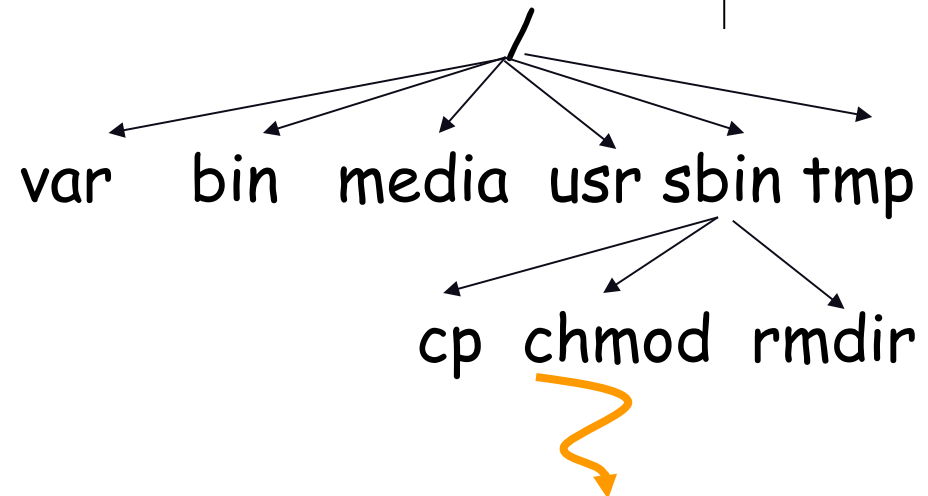 /
var bin media usr sbin tmp
cp chmod rmdir